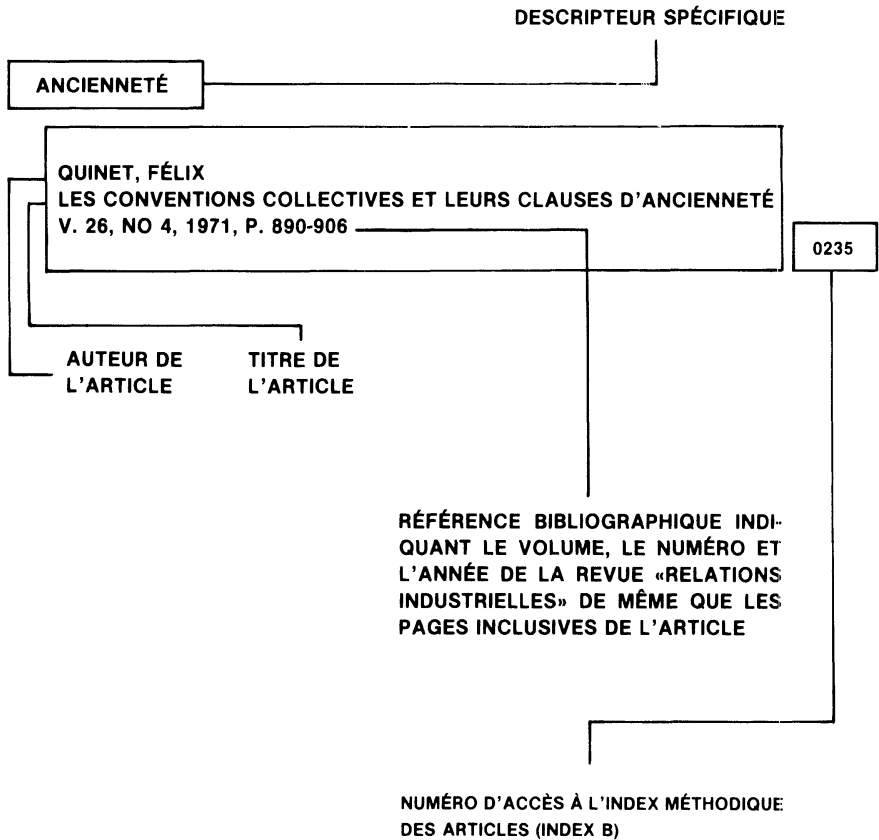 DESCRIPTEUR SPÉCIFIQUE
ANCIENNETÉ
QUINET, FÉLIX
LES CONVENTIONS COLLECTIVES ET LEURS CLAUSES D'ANCIENNETÉ
V. 26, NO 4, 1971, P. 890-906
0235
AUTEUR DE
L'ARTICLE
TITRE DE
L'ARTICLE
RÉFÉRENCE BIBLIOGRAPHIQUE INDI-
QUANT LE VOLUME, LE NUMÉRO ET
L'ANNÉE DE LA REVUE «RELATIONS
INDUSTRIELLES» DE MÊME QUE LES
PAGES INCLUSIVES DE L'ARTICLE
NUMÉRO D'ACCÈS À L'INDEX MÉTHODIQUE
DES ARTICLES (INDEX B)